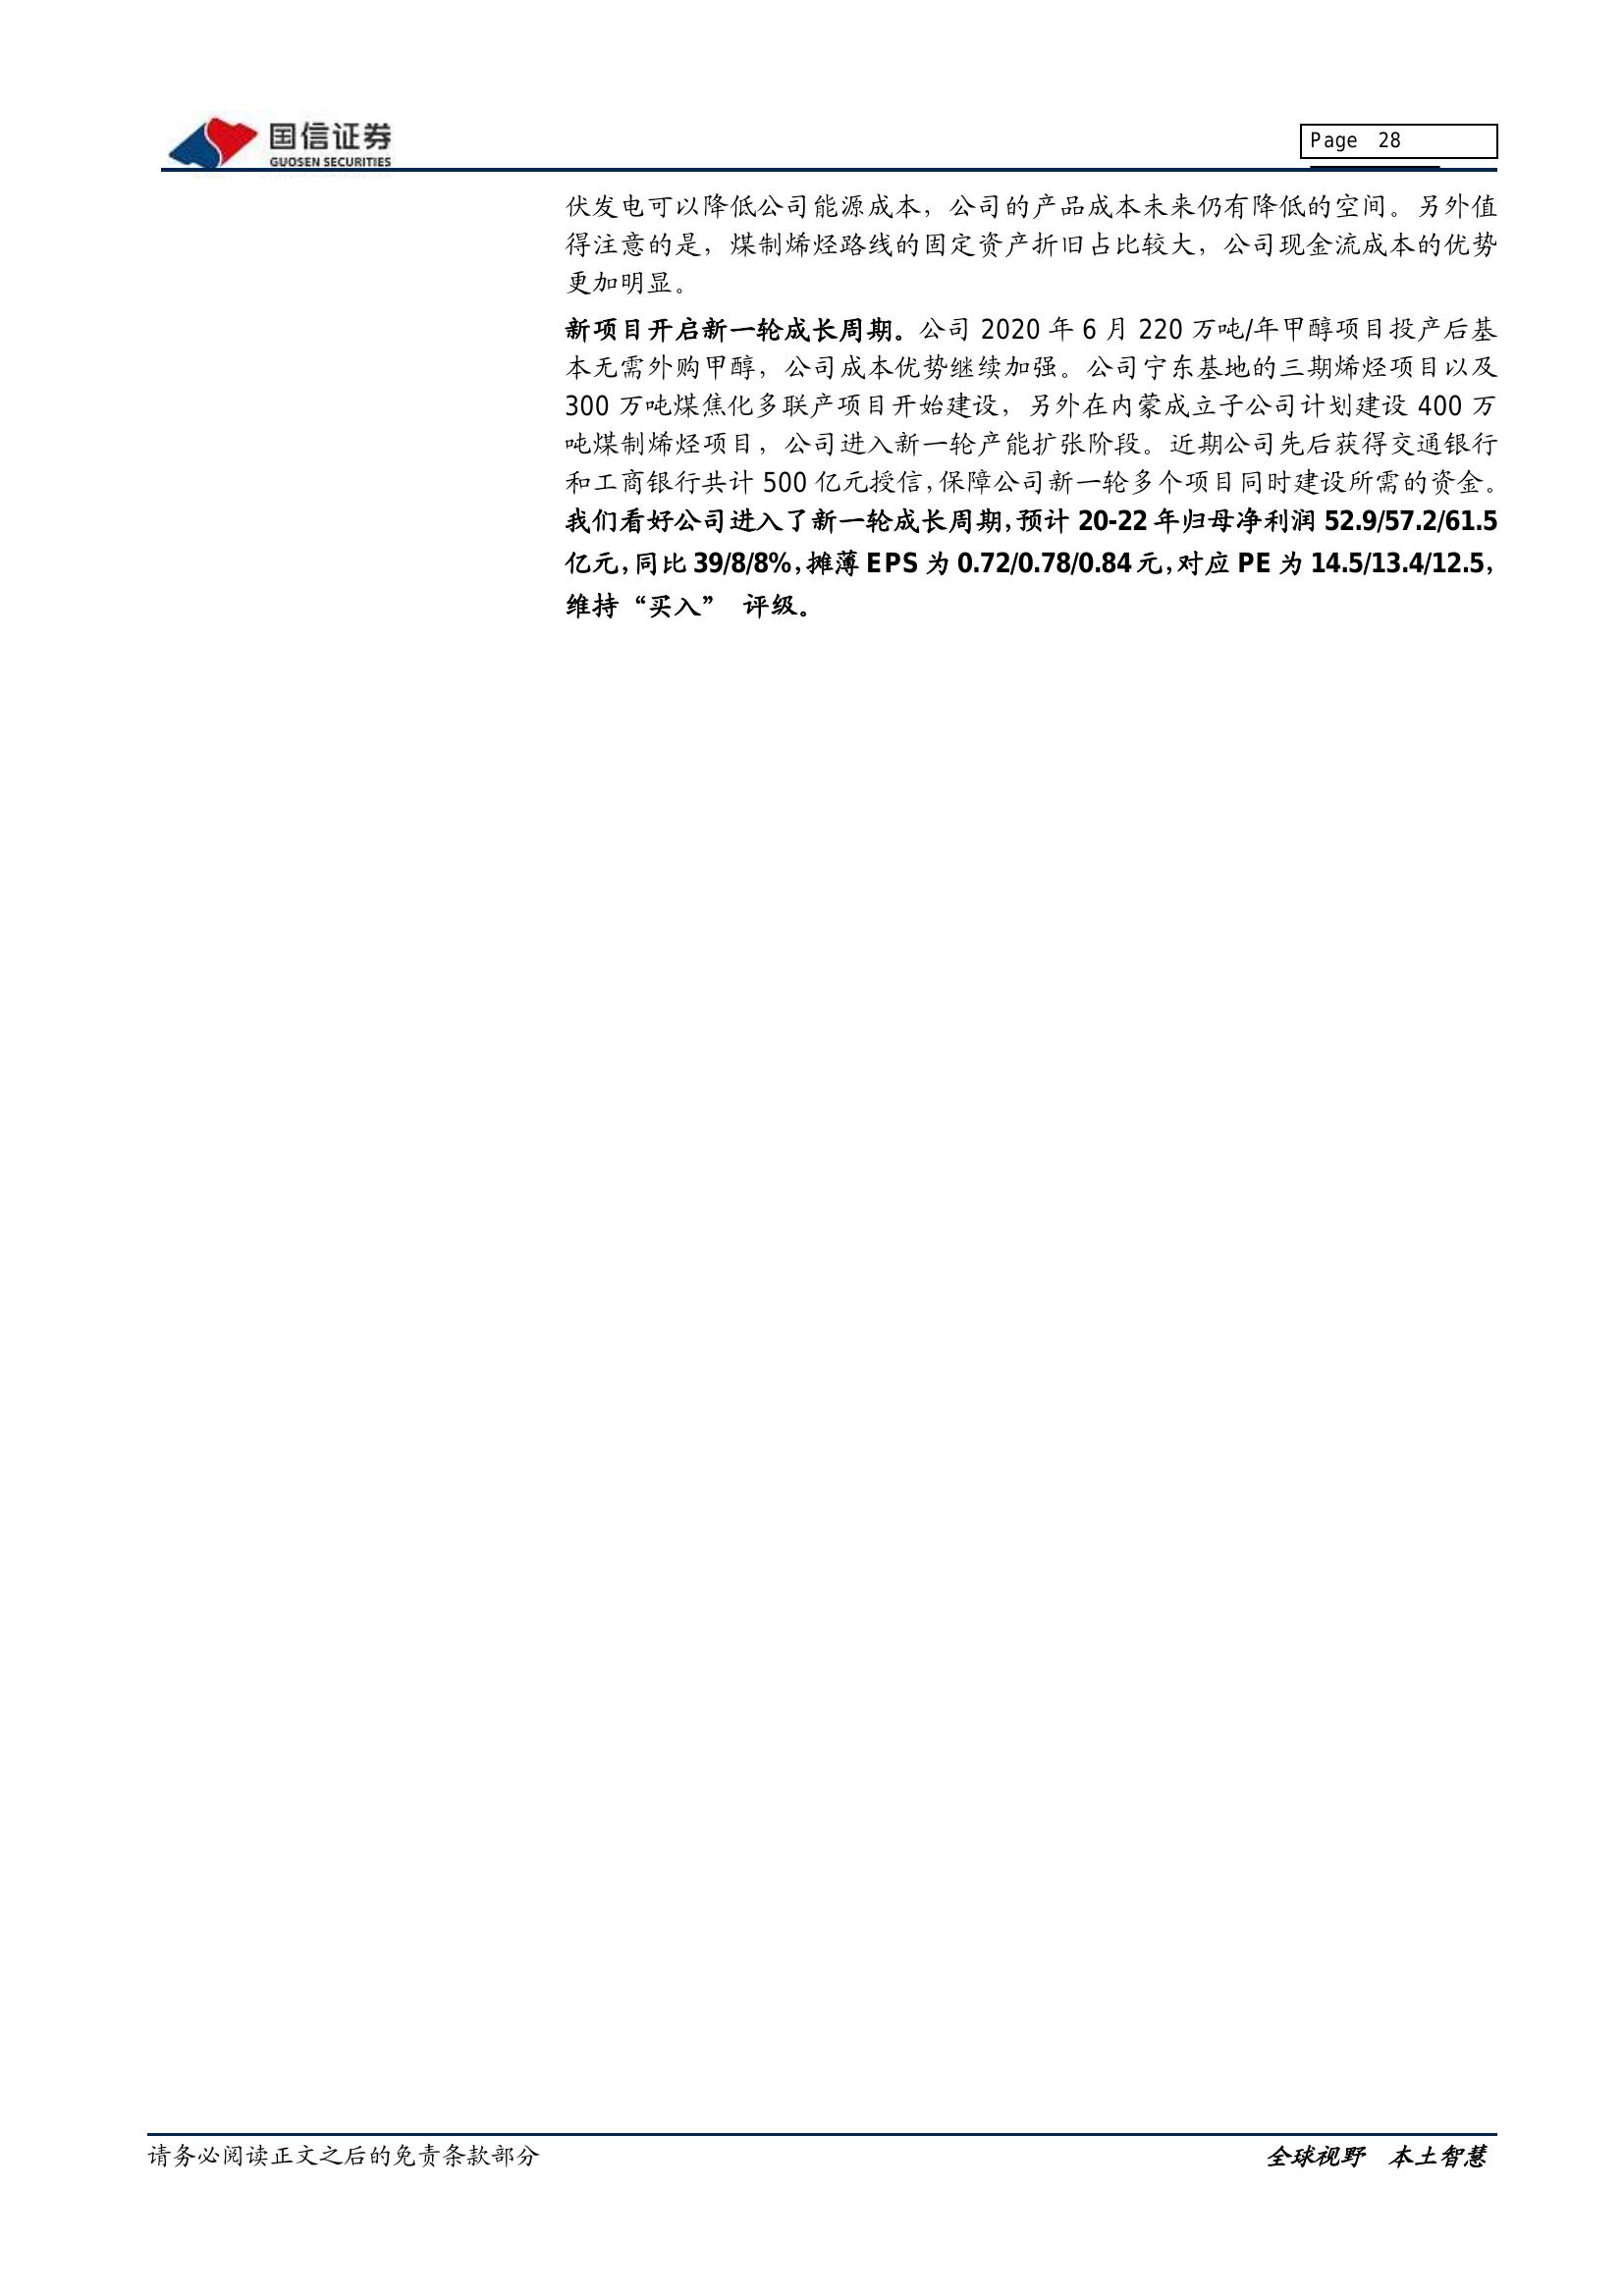 国信证券
GUOSEN SECURITIES
Page 28
伏发电可以降低公司能源成本，公司的产品成本未来仍有降低的空间。另外值
得注意的是，煤制烯烃路线的固定资产折旧占比较大，公司现金流成本的优势
更加明显。
新项目开启新一轮成长周期。公司 2020 年 6 月 220 万吨/年甲醇项目投产后基
本无需外购甲醇，公司成本优势继续加强。公司宁东基地的三期烯烃项目以及
300 万吨煤焦化多联产项目开始建设，另外在内蒙成立子公司计划建设 400 万
吨煤制烯烃项目，公司进入新一轮产能扩张阶段。近期公司先后获得交通银行
和工商银行共计 500 亿元授信，保障公司新一轮多个项目同时建设所需的资金。
我们看好公司进入了新一轮成长周期，预计 20-22 年归母净利润 52.9/57.2/61.5
亿元，同比 39/8/8%，摊薄 EPS 为 0.72/0.78/0.84 元，对应 PE 为 14.5/13.4/12.5，
维持“买入” 评级。
请务必阅读正文之后的免责条款部分
全球视野 本土智慧